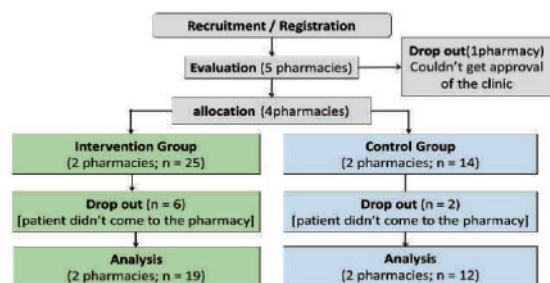 Recruitment / Registration
Evaluation (5 pharmacies)
Drop out(1pharmacy)
Couldn't get approval
of the clinic
allocation (4pharmacies)
Intervention Group
(2 pharmacies; n = 25)
Control Group
(2 pharmacies; n = 14)
Drop out (n = 6)
[patient didn't come to the pharmacy]
Drop out (n = 2)
[patient didn't come to the pharmacy]
Analysis
(2 pharmacies; n = 19)
Analysis
(2 pharmacies; n = 12)